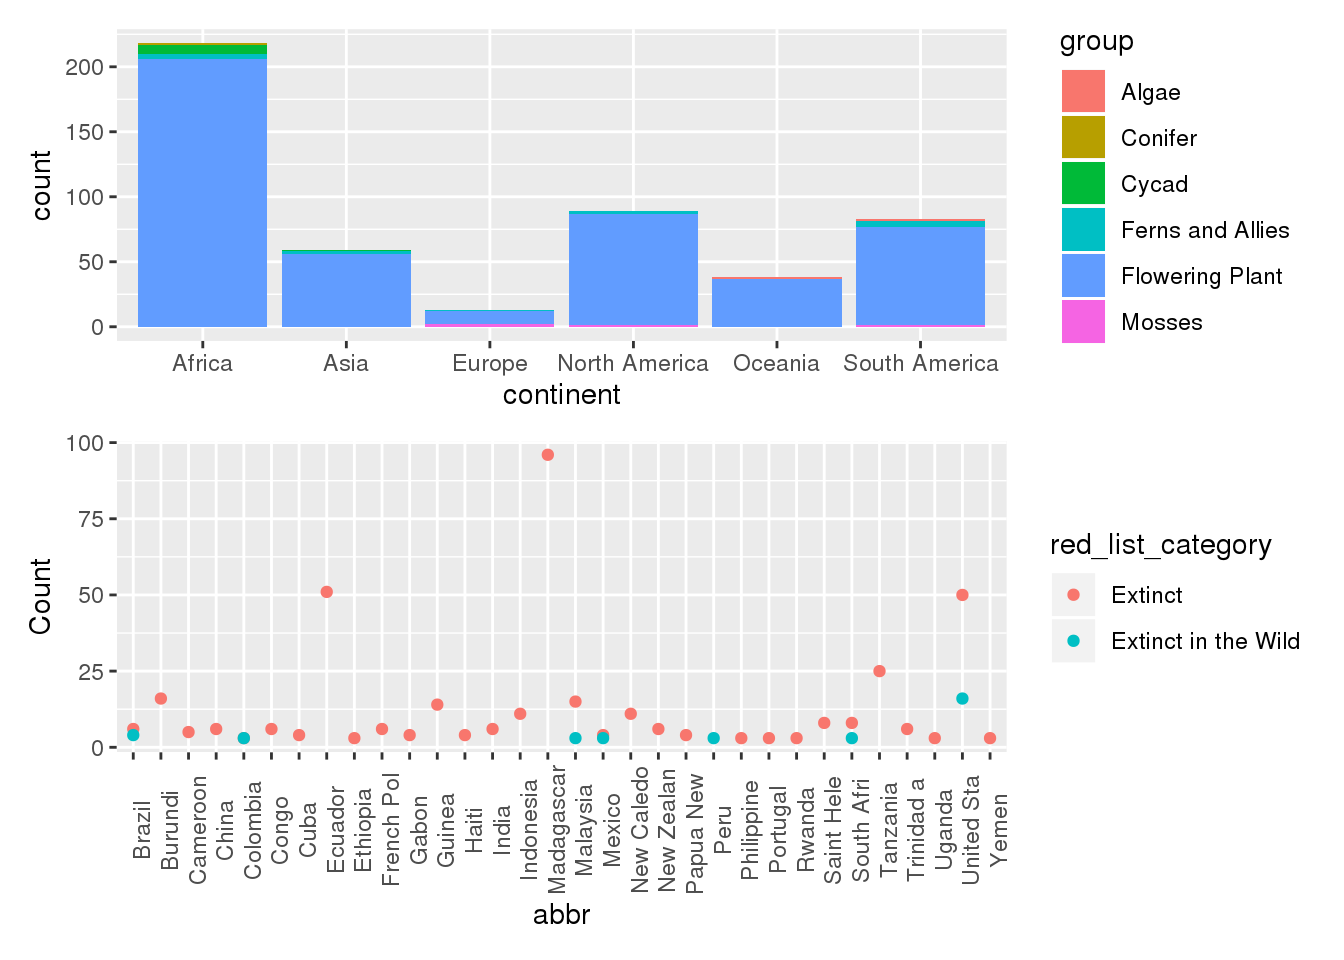 count
200
150
100
50
0
Africa Asia Europe North America Oceania South America
continent
group
Algae
Conifer
Cycad
Ferns and Allies
Flowering Plant
Mosses
Count
100
75
50
25
0
Brazil
Burundi
Cameroon
China
Colombia
Congo
Cuba
Ecuador
Ethiopia
French Pol
Gabon
Guinea
Haiti
India
Indonesia
Madagascar
Malaysia
Mexico
New Caledo
New Zealan
Papua New
Peru
Philippine
Portugal
Rwanda
Saint Hele
South Afri
Tanzania
Trinidad a
Uganda
United Sta
Yemen
abbr
red_list_category
Extinct
Extinct in the Wild